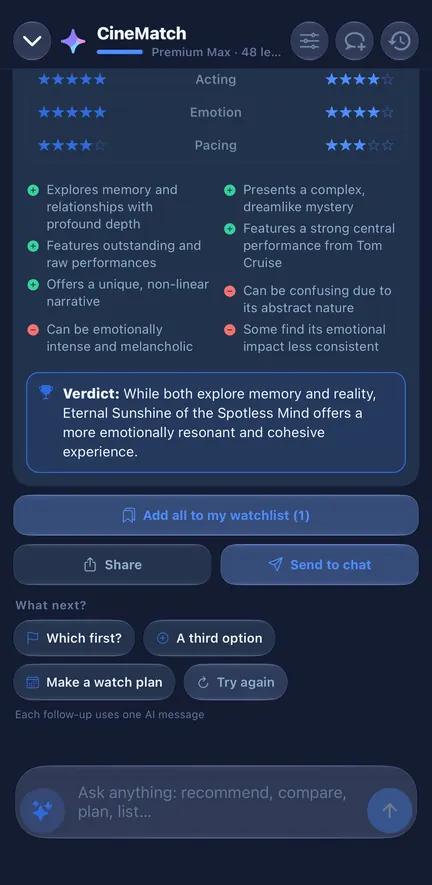 CineMatch
Premium Max · 48 le...
★★★★★ Acting ★★★★☆
★★★★★ Emotion ★★★★☆
★★★★☆ Pacing ★★★☆☆
Explores memory and
relationships with
profound depth
Features outstanding and
raw performances
Offers a unique, non-linear
narrative
Can be emotionally
intense and melancholic
Presents a complex,
dreamlike mystery
Features a strong central
performance from Tom
Cruise
Can be confusing due to
its abstract nature
Some find its emotional
impact less consistent
Verdict: While both explore memory and reality,
Eternal Sunshine of the Spotless Mind offers a
more emotionally resonant and cohesive
experience.
Add all to my watchlist (1)
Share
Send to chat
What next?
Which first?
A third option
Make a watch plan
Try again
Each follow-up uses one AI message
Ask anything: recommend, compare,
plan, list...